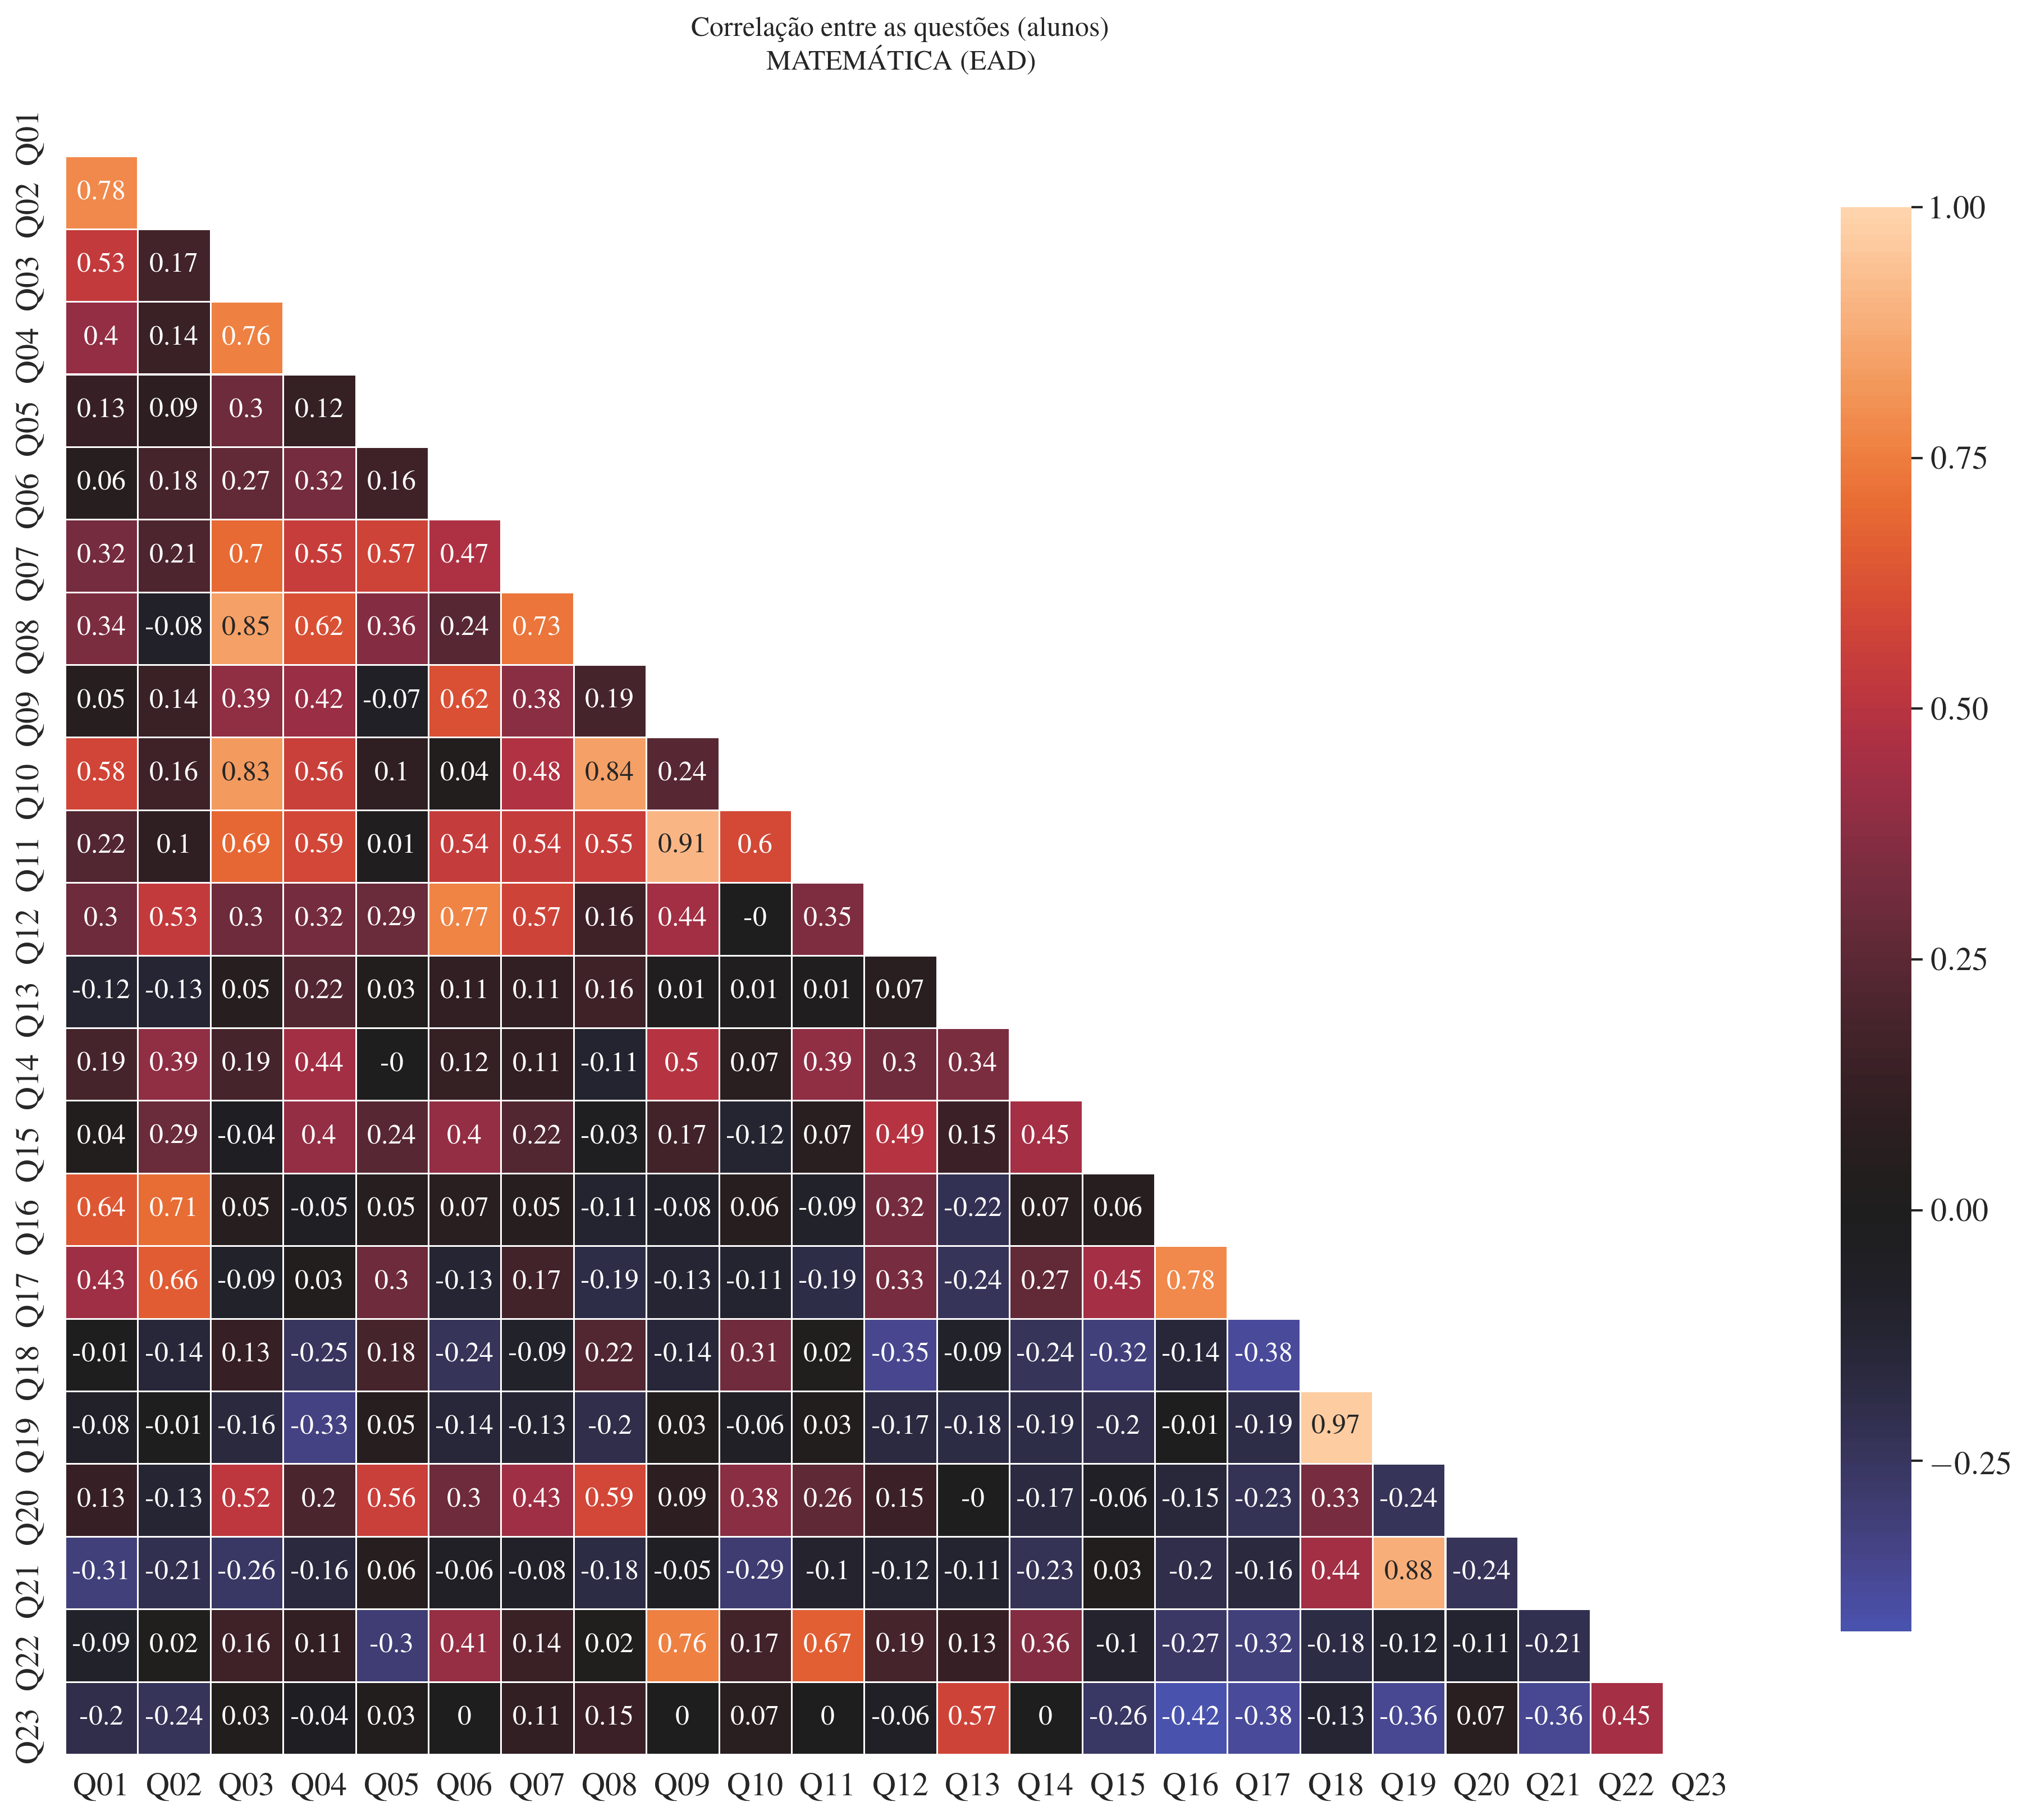 Correlação entre as questões (alunos)
MATEMÁTICA (EAD)
Q01
Q02 0.78
Q03 0.53 0.17
Q04 0.4 0.14 0.76
Q05 0.13 0.09 0.3 0.12
Q06 0.06 0.18 0.27 0.32 0.16
Q07 0.32 0.21 0.7 0.55 0.57 0.47
Q08 0.34 -0.08 0.85 0.62 0.36 0.24 0.73
Q09 0.05 0.14 0.39 0.42 -0.07 0.62 0.38 0.19
Q10 0.58 0.16 0.83 0.56 0.1 0.04 0.48 0.84 0.24
Q11 0.22 0.1 0.69 0.59 0.01 0.54 0.54 0.55 0.91 0.6
Q12 0.3 0.53 0.3 0.32 0.29 0.77 0.57 0.16 0.44 -0 0.35
Q13 -0.12 -0.13 0.05 0.22 0.03 0.11 0.11 0.16 0.01 0.01 0.01 0.07
Q14 0.19 0.39 0.19 0.44 -0 0.12 0.11 -0.11 0.5 0.07 0.39 0.3 0.34
Q15 0.04 0.29 -0.04 0.4 0.24 0.4 0.22 -0.03 0.17 -0.12 0.07 0.49 0.15 0.45
Q16 0.64 0.71 0.05 -0.05 0.05 0.07 0.05 -0.11 -0.08 0.06 -0.09 0.32 -0.22 0.07 0.06
Q17 0.43 0.66 -0.09 0.03 0.3 -0.13 0.17 -0.19 -0.13 -0.11 -0.19 0.33 -0.24 0.27 0.45 0.78
Q18 -0.01 -0.14 0.13 -0.25 0.18 -0.24 -0.09 0.22 -0.14 0.31 0.02 -0.35 -0.09 -0.24 -0.32 -0.14 -0.38
Q19 -0.08 -0.01 -0.16 -0.33 0.05 -0.14 -0.13 -0.2 0.03 -0.06 0.03 -0.17 -0.18 -0.19 -0.2 -0.01 -0.19 0.97
Q20 0.13 -0.13 0.52 0.2 0.56 0.3 0.43 0.59 0.09 0.38 0.26 0.15 -0 -0.17 -0.06 -0.15 -0.23 0.33 -0.24
Q21 -0.31 -0.21 -0.26 -0.16 0.06 -0.06 -0.08 -0.18 -0.05 -0.29 -0.1 -0.12 -0.11 -0.23 0.03 -0.2 -0.16 0.44 0.88 -0.24
Q22 -0.09 0.02 0.16 0.11 -0.3 0.41 0.14 0.02 0.76 0.17 0.67 0.19 0.13 0.36 -0.1 -0.27 -0.32 -0.18 -0.12 -0.11 -0.21
Q23 -0.2 -0.24 0.03 -0.04 0.03 0 0.11 0.15 0 0.07 0 -0.06 0.57 0 -0.26 -0.42 -0.38 -0.13 -0.36 0.07 -0.36 0.45
Q01 Q02 Q03 Q04 Q05 Q06 Q07 Q08 Q09 Q10 Q11 Q12 Q13 Q14 Q15 Q16 Q17 Q18 Q19 Q20 Q21 Q22 Q23
1.00
0.75
0.50
0.25
0.00
−0.25